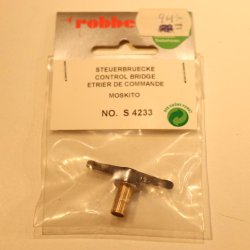 robbe
STEUERBRUECKE
CONTROL BRIDGE
ETRIER DE COMMANDE
MOSKITO
NO. S 4233